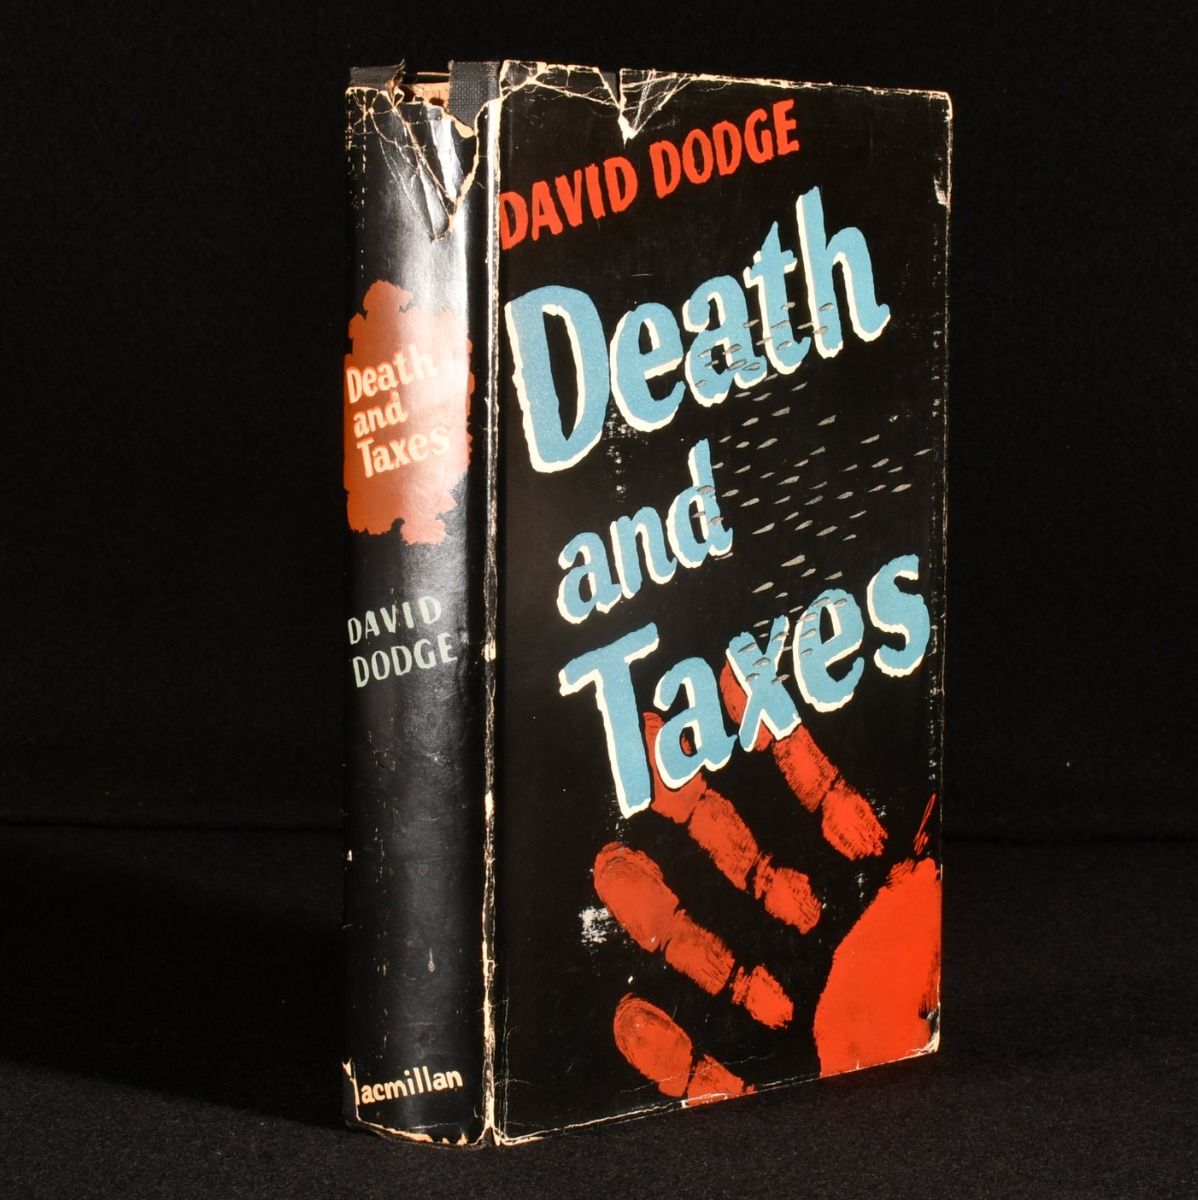 Death
and
Taxes
DAVID
DODGE
acmillan
DAVID DODGE
Death
and
Taxes